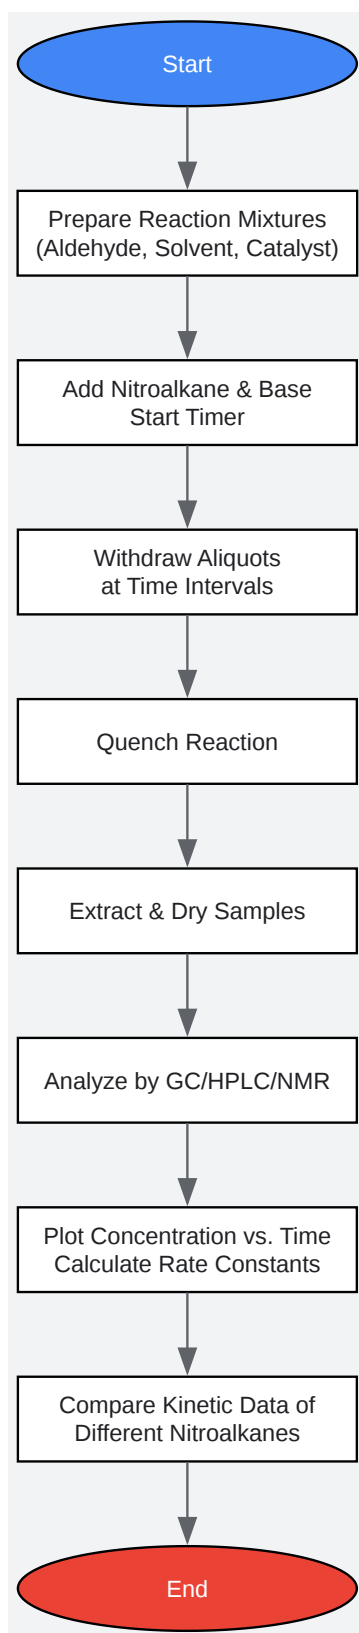 Start
Prepare Reaction Mixtures
(Aldehyde, Solvent, Catalyst)
Add Nitroalkane & Base
Start Timer
Withdraw Aliquots
at Time Intervals
Quench Reaction
Extract & Dry Samples
Analyze by GC/HPLC/NMR
Plot Concentration vs. Time
Calculate Rate Constants
Compare Kinetic Data of
Different Nitroalkanes
End